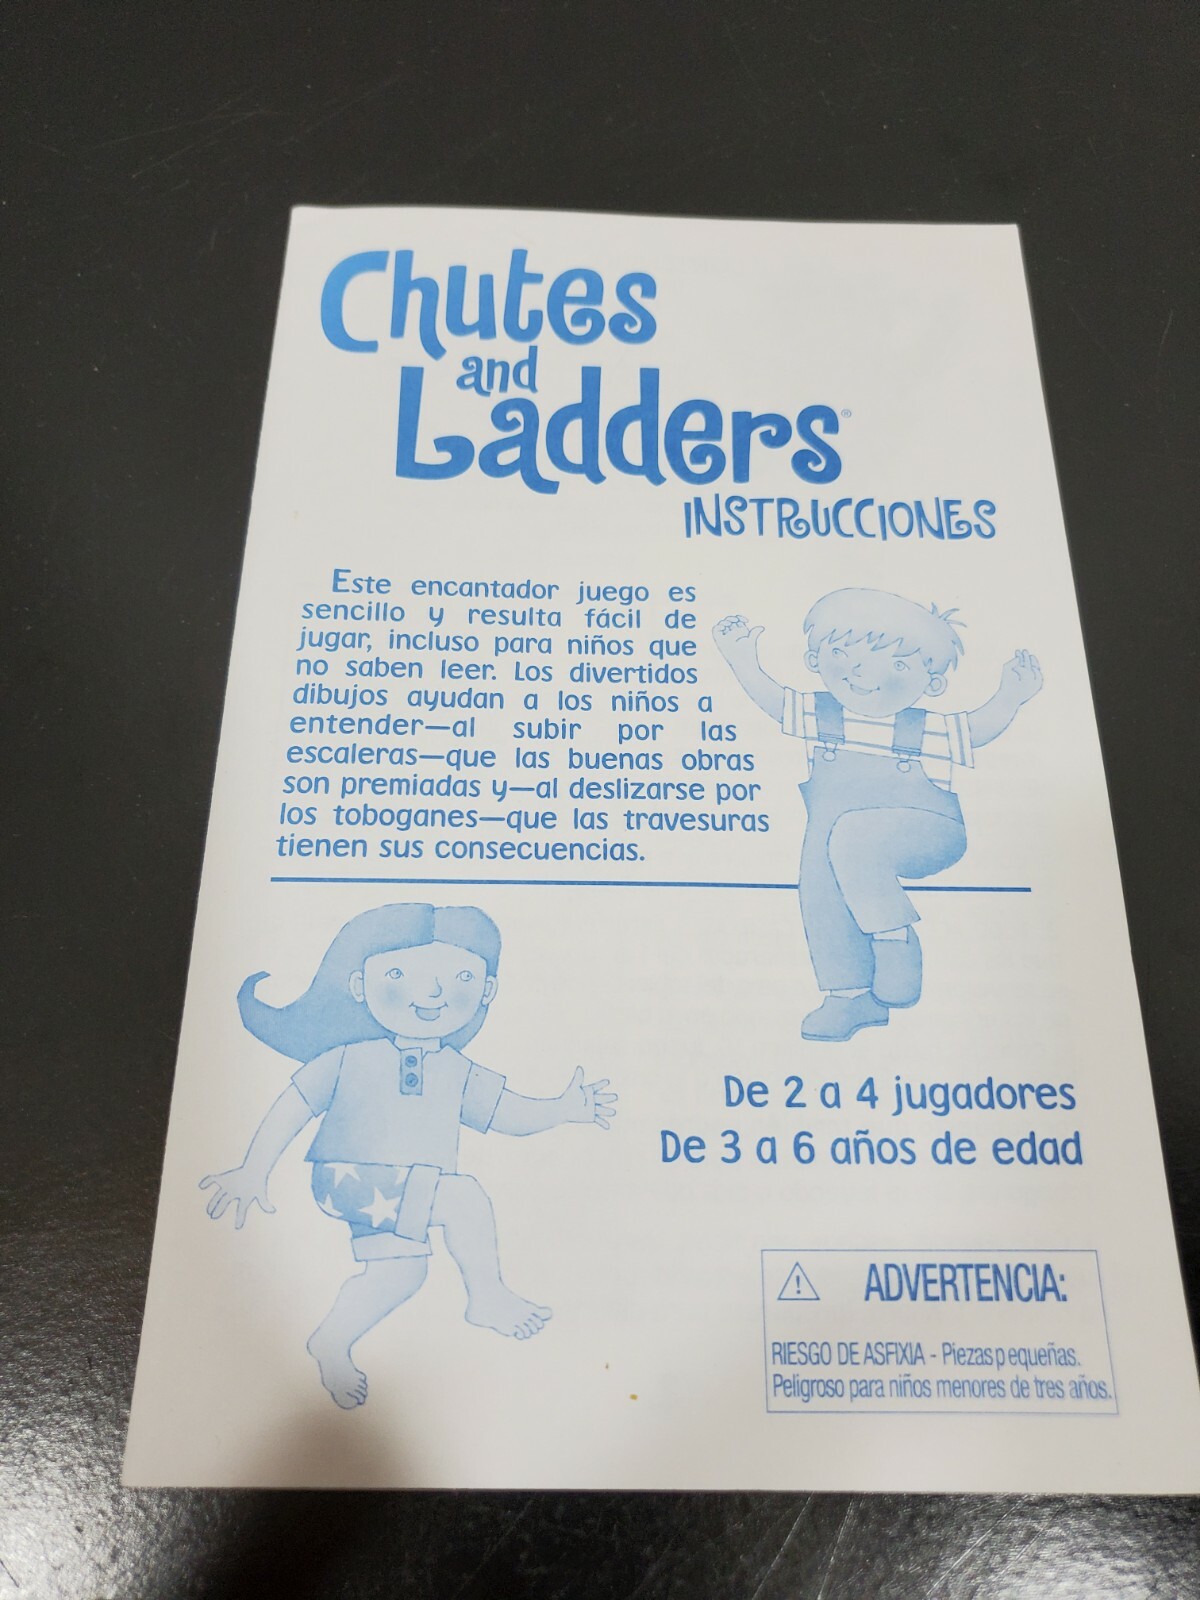 Chutes
and
Ladders®
INSTRUCCIONES
Este encantador juego es
sencillo y resulta fácil de
jugar, incluso para niños que
no saben leer. Los divertidos
dibujos ayudan a los niños a
entender—al subir por las
escaleras—que las buenas obras
son premiadas y—al deslizarse por
los toboganes—que las travesuras
tienen sus consecuencias.
De 2 a 4 jugadores
De 3 a 6 años de edad
ADVERTENCIA:
RIESGO DE ASFIXIA - Piezas p equeñas.
Peligroso para niños menores de tres años.